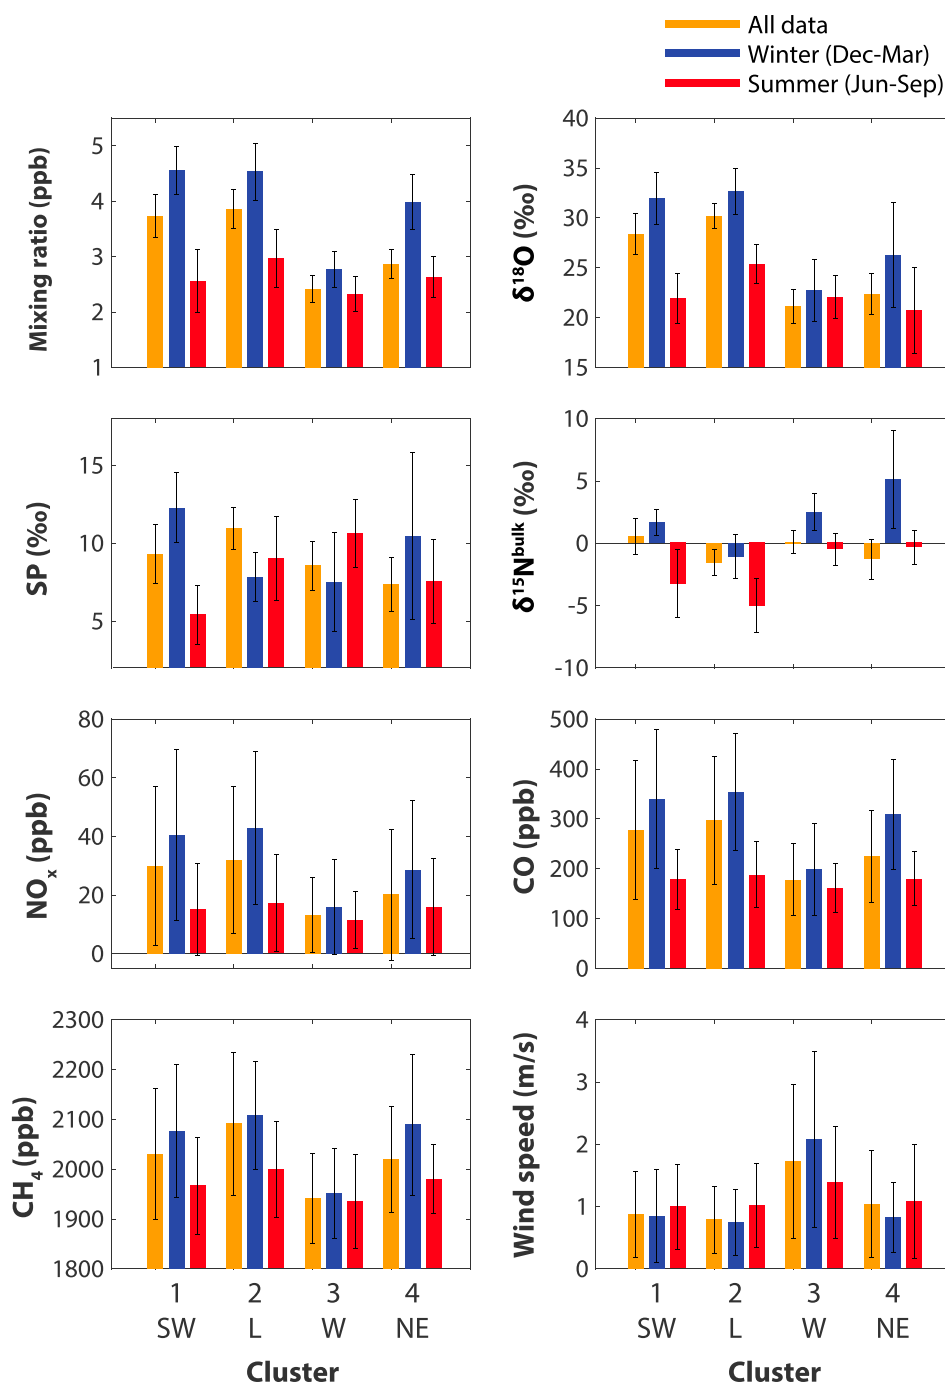 All data
Winter (Dec-Mar)
Summer (Jun-Sep)
Mixing ratio (ppb)
5
4
3
2
1
δ¹⁸O (‰)
40
35
30
25
20
15
SP (‰)
15
10
5
δ¹⁵Nᵇᵘˡᵏ (‰)
10
5
0
-5
-10
NOₓ (ppb)
80
60
40
20
0
CO (ppb)
500
400
300
200
100
0
CH₄ (ppb)
2300
2200
2100
2000
1900
1800
1 2 3 4
SW L W NE
Cluster
Wind speed (m/s)
4
3
2
1
0
1 2 3 4
SW L W NE
Cluster